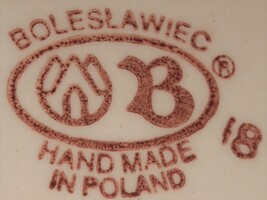 BOLESŁAWIEC
B ®
18
HAND MADE
IN POLAND